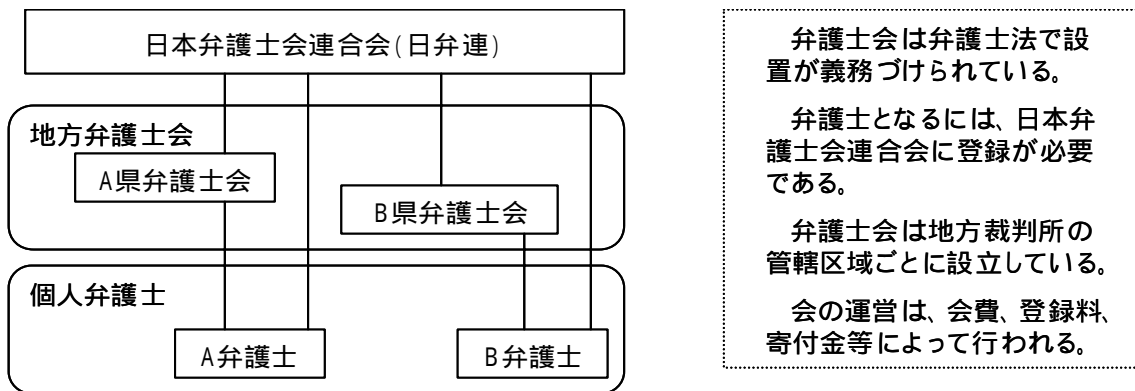 日本弁護士会連合会(日弁連)
地方弁護士会
A県弁護士会
B県弁護士会
個人弁護士
A弁護士
B弁護士
弁護士会は弁護士法で設
置が義務づけられている。
弁護士となるには、日本弁
護士会連合会に登録が必要
である。
弁護士会は地方裁判所の
管轄区域ごとに設立している。
会の運営は、会費、登録料、
寄付金等によって行われる。